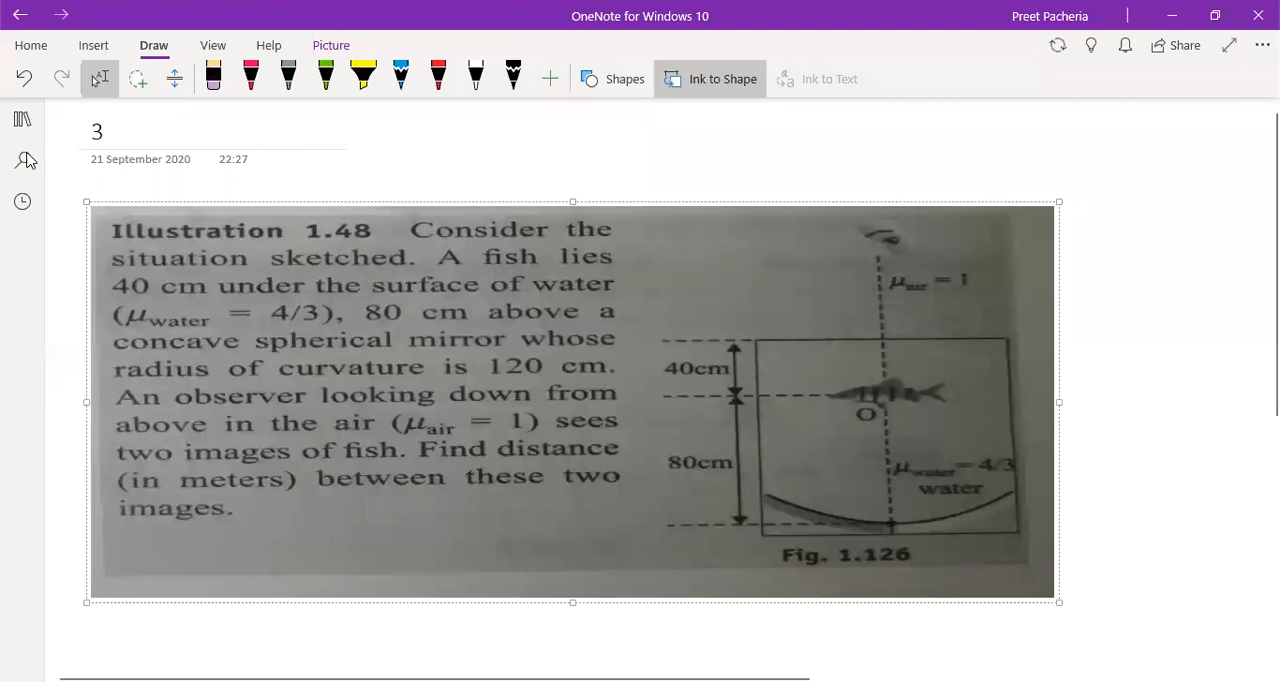 OneNote for Windows 10
Preet Pacheria
Home Insert Draw View Help Picture
Share
Shapes
Ink to Shape
Ink to Text
3
21 September 2020 22:27
Illustration 1.48 Consider the
situation sketched. A fish lies
40 cm under the surface of water
(μwater = 4/3), 80 cm above a
concave spherical mirror whose
radius of curvature is 120 cm.
An observer looking down from
above in the air (μair = 1) sees
two images of fish. Find distance
(in meters) between these two
images.
μair = 1
40cm
O
80cm
μwater = 4/3
water
Fig. 1.126